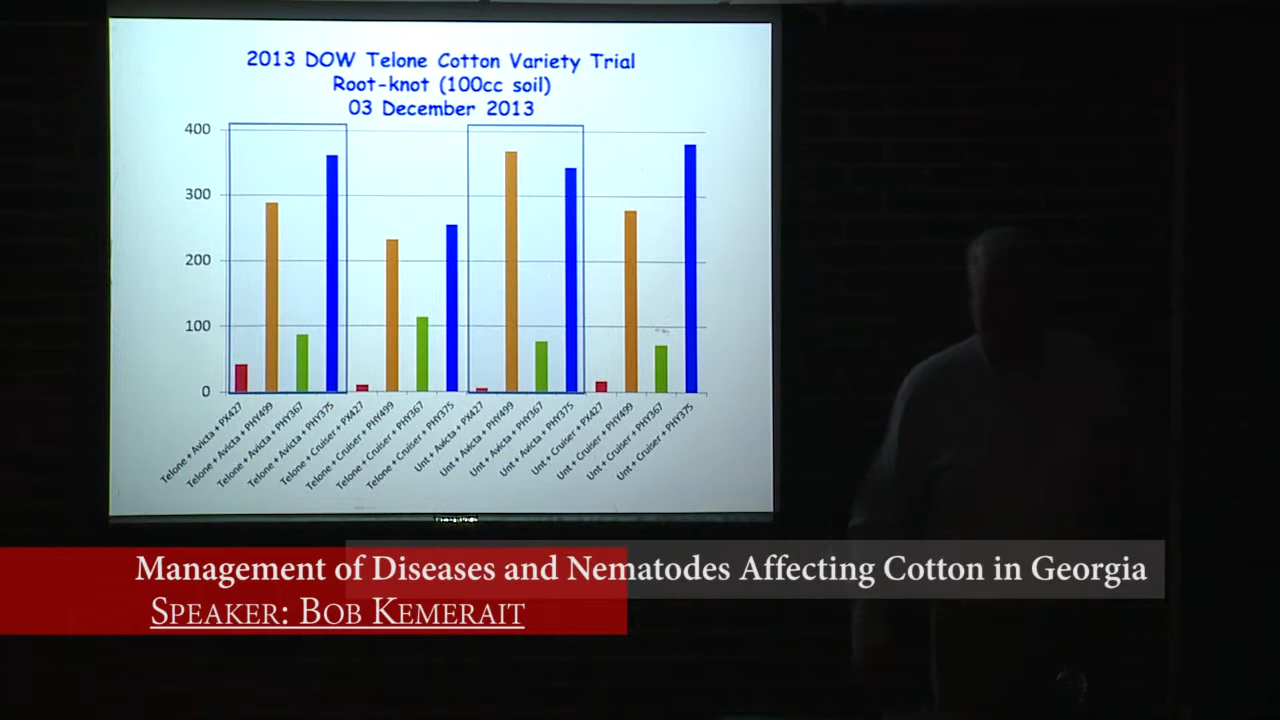 2013 DOW Telone Cotton Variety Trial
Root-knot (100cc soil)
03 December 2013
400
300
200
100
0
Telone + Avicta + PX427
Telone + Avicta + PHY499
Telone + Avicta + PHY367
Telone + Avicta + PHY375
Telone + Cruiser + PX427
Telone + Cruiser + PHY499
Telone + Cruiser + PHY367
Telone + Cruiser + PHY375
Unt + Avicta + PX427
Unt + Avicta + PHY499
Unt + Avicta + PHY367
Unt + Avicta + PHY375
Unt + Cruiser + PX427
Unt + Cruiser + PHY499
Unt + Cruiser + PHY367
Unt + Cruiser + PHY375
Management of Diseases and Nematodes Affecting Cotton in Georgia
SPEAKER: BOB KEMERAIT